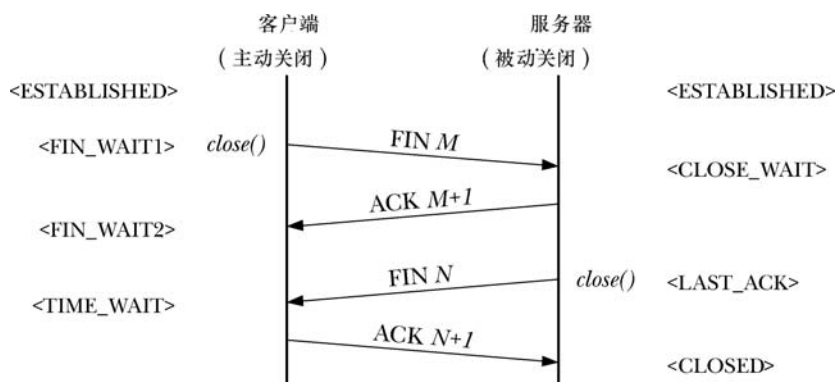 客户端 服务器
(主动关闭) (被动关闭)
<ESTABLISHED> <ESTABLISHED>
<FIN_WAIT1> close() FIN M
<CLOSE_WAIT>
ACK M+1
<FIN_WAIT2>
FIN N close() <LAST_ACK>
<TIME_WAIT>
ACK N+1
<CLOSED>